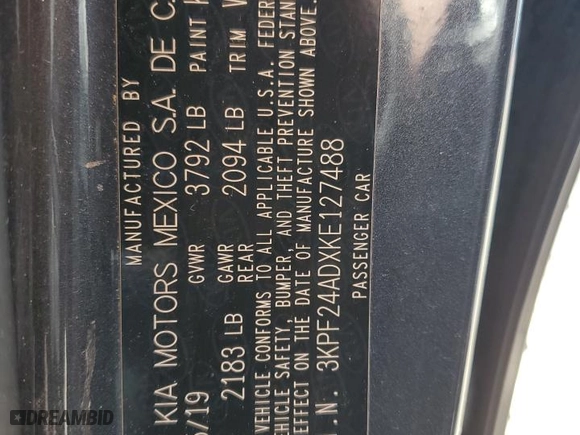 MANUFACTURED BY
KIA MOTORS MEXICO S.A. DE C.
/19 GVWR 3792 LB PAINT
2183 LB GAWR REAR 2094 LB TRIM
VEHICLE CONFORMS TO ALL APPLICABLE U.S.A. FEDER
EHICLE SAFETY, BUMPER, AND THEFT PREVENTION STAN
EFFECT ON THE DATE OF MANUFACTURE SHOWN ABOVE.
.N. 3KPF24ADXKE127488
PASSENGER CAR
DREAMBID